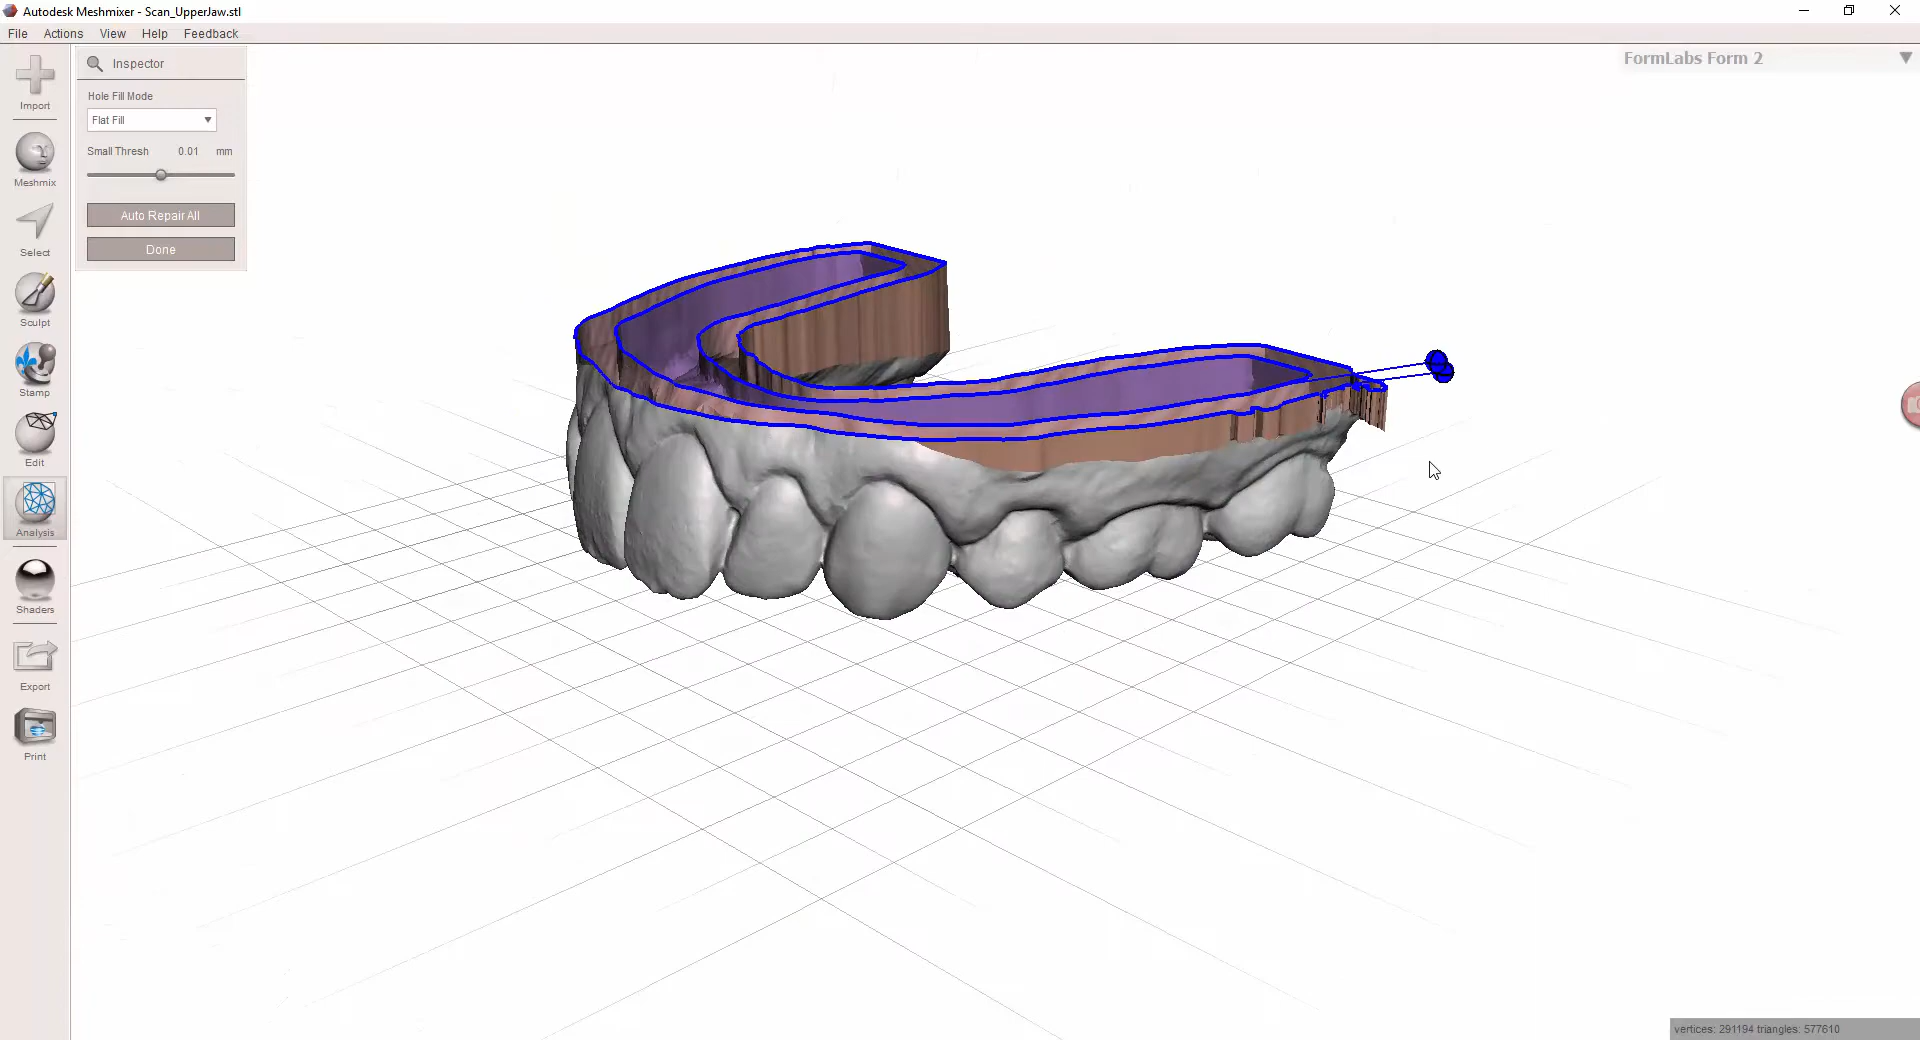 Autodesk Meshmixer - Scan_UpperJaw.stl
File Actions View Help Feedback
Import
Meshmix
Select
Sculpt
Stamp
Edit
Analysis
Shaders
Export
Print
Inspector
Hole Fill Mode
Flat Fill
Small Thresh 0.01 mm
Auto Repair All
Done
FormLabs Form 2
vertices: 291194 triangles: 577610